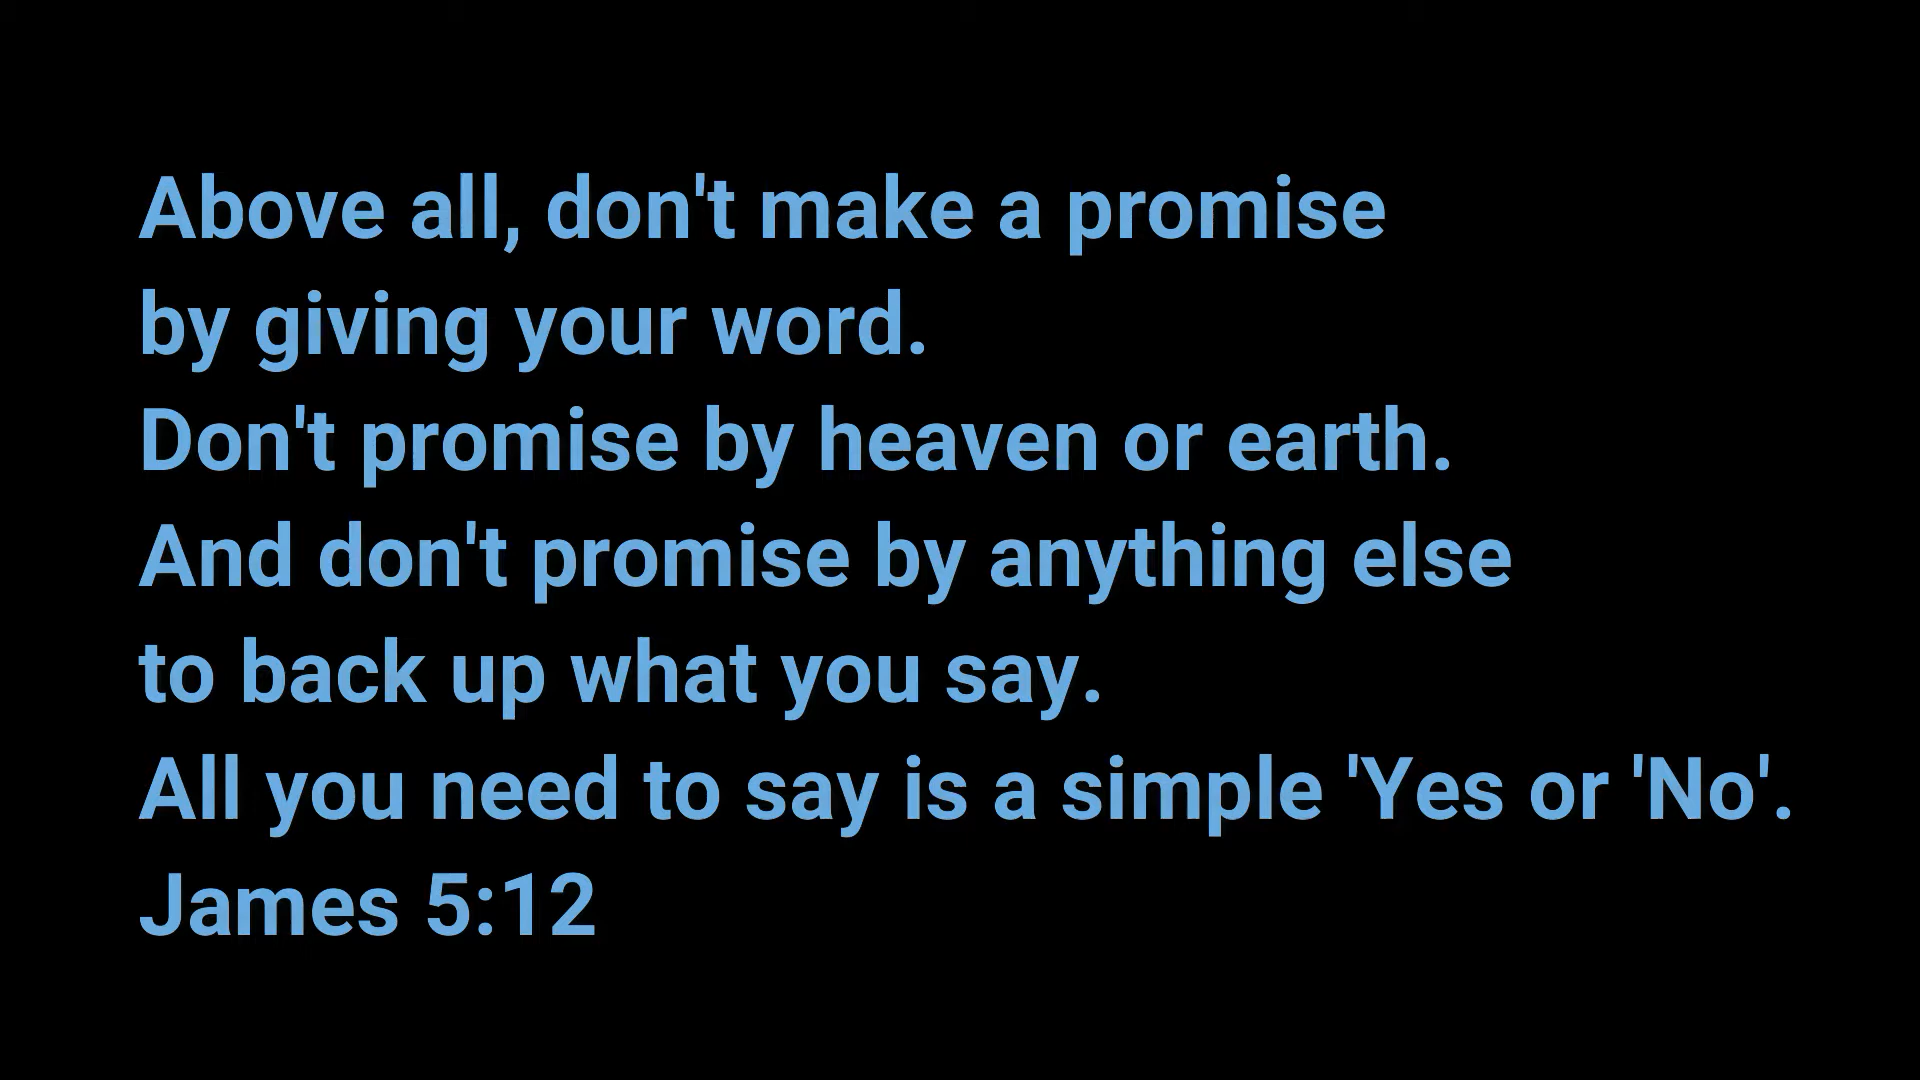 Above all, don't make a promise
by giving your word.
Don't promise by heaven or earth.
And don't promise by anything else
to back up what you say.
All you need to say is a simple 'Yes or 'No'.
James 5:12